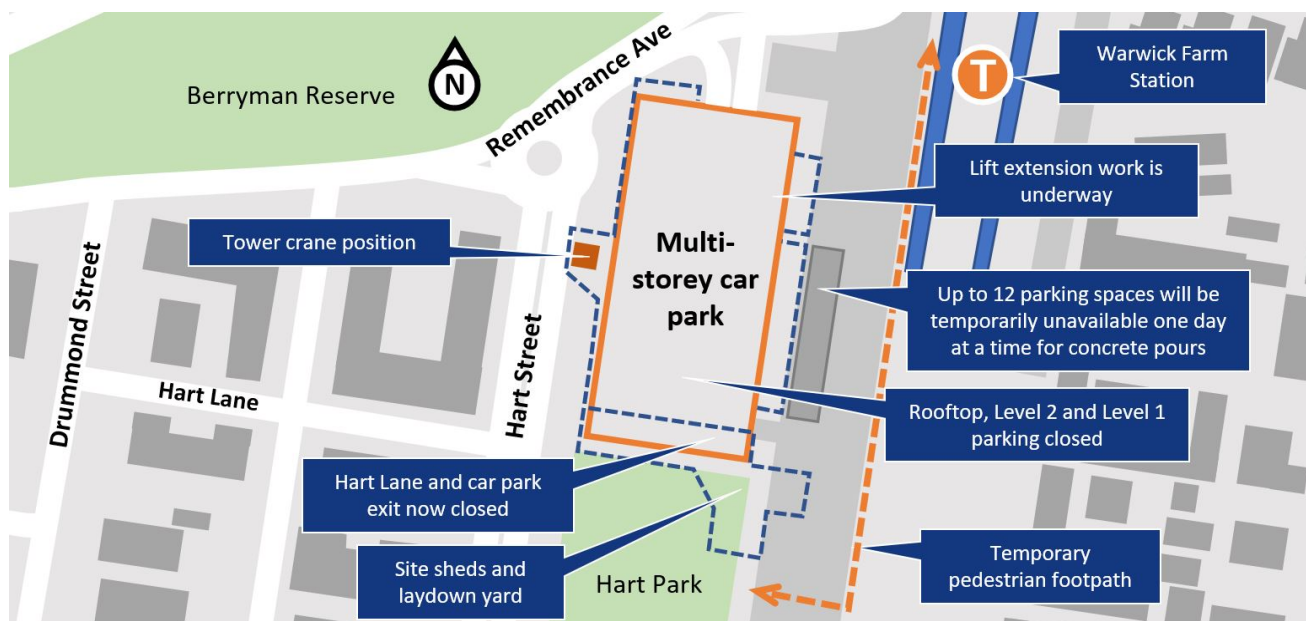 Berryman Reserve
N
Remembrance Ave
T
Warwick Farm
Station
Lift extension work is
underway
Tower crane position
Multi-
storey car
park
Up to 12 parking spaces will be
temporarily unavailable one day
at a time for concrete pours
Drummond Street
Hart Lane
Hart Street
Rooftop, Level 2 and Level 1
parking closed
Hart Lane and car park
exit now closed
Site sheds and
laydown yard
Hart Park
Temporary
pedestrian footpath